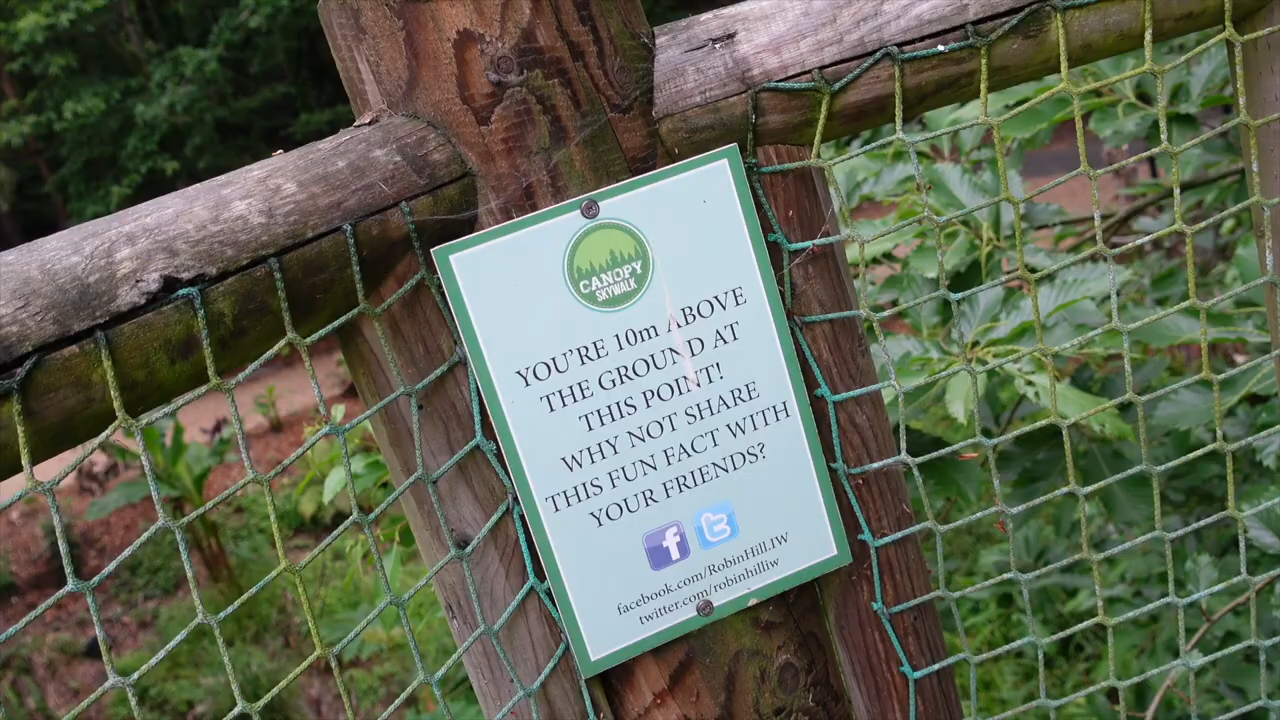 CANOPY
SKYWALK
YOU'RE 10m ABOVE
THE GROUND AT
THIS POINT!
WHY NOT SHARE
THIS FUN FACT WITH
YOUR FRIENDS?
facebook.com/RobinHill.IW
twitter.com/robinhilliw